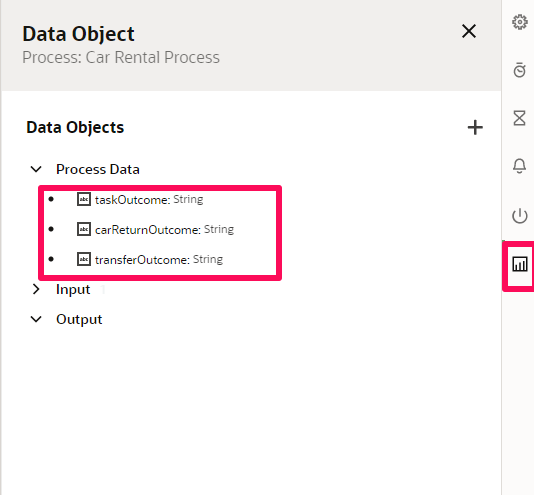 Data Object
Process: Car Rental Process
Data Objects
Process Data
abc taskOutcome: String
abc carReturnOutcome: String
abc transferOutcome: String
Input
Output